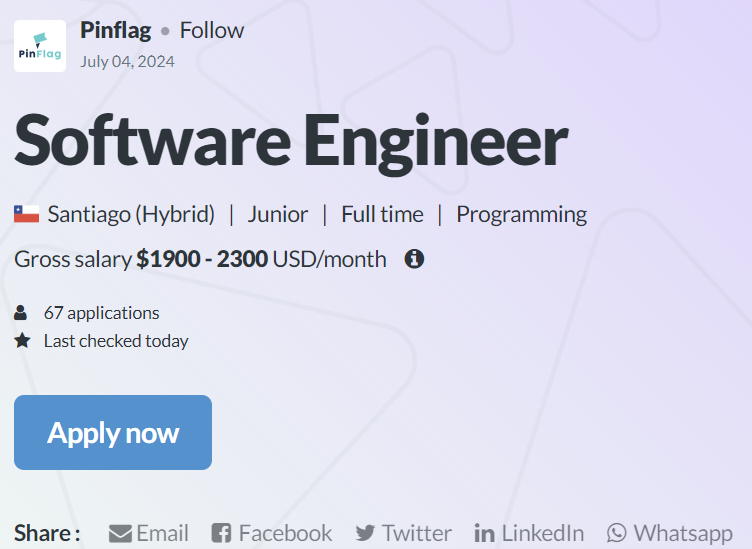 PinFlag
Pinflag • Follow
July 04, 2024
Software Engineer
Santiago (Hybrid) | Junior | Full time | Programming
Gross salary $1900 - 2300 USD/month
67 applications
Last checked today
Apply now
Share: Email Facebook Twitter LinkedIn Whatsapp